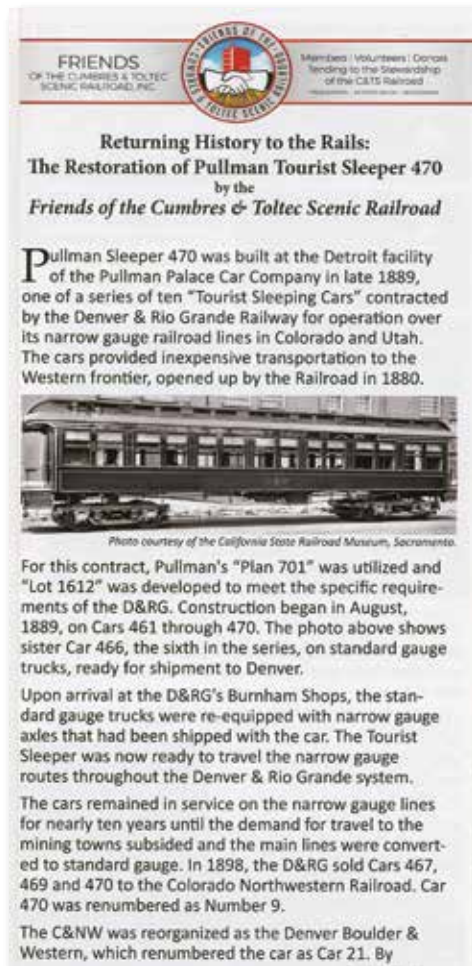 FRIENDS
OF THE CUMBRES & TOLTEC
SCENIC RAILROAD, INC.
FRIENDS OF THE CUMBRES & TOLTEC SCENIC RR
Members | Volunteers | Donors
Tending to the Stewardship
of the C&TS Railroad
Returning History to the Rails:
The Restoration of Pullman Tourist Sleeper 470
by the
Friends of the Cumbres & Toltec Scenic Railroad
Pullman Sleeper 470 was built at the Detroit facility
of the Pullman Palace Car Company in late 1889,
one of a series of ten “Tourist Sleeping Cars” contracted
by the Denver & Rio Grande Railway for operation over
its narrow gauge railroad lines in Colorado and Utah.
The cars provided inexpensive transportation to the
Western frontier, opened up by the Railroad in 1880.
Photo courtesy of the California State Railroad Museum, Sacramento.
For this contract, Pullman's “Plan 701” was utilized and
“Lot 1612” was developed to meet the specific require-
ments of the D&RG. Construction began in August,
1889, on Cars 461 through 470. The photo above shows
sister Car 466, the sixth in the series, on standard gauge
trucks, ready for shipment to Denver.
Upon arrival at the D&RG's Burnham Shops, the stan-
dard gauge trucks were re-equipped with narrow gauge
axles that had been shipped with the car. The Tourist
Sleeper was now ready to travel the narrow gauge
routes throughout the Denver & Rio Grande system.
The cars remained in service on the narrow gauge lines
for nearly ten years until the demand for travel to the
mining towns subsided and the main lines were convert-
ed to standard gauge. In 1898, the D&RG sold Cars 467,
469 and 470 to the Colorado Northwestern Railroad. Car
470 was renumbered as Number 9.
The C&NW was reorganized as the Denver Boulder &
Western, which renumbered the car as Car 21. By